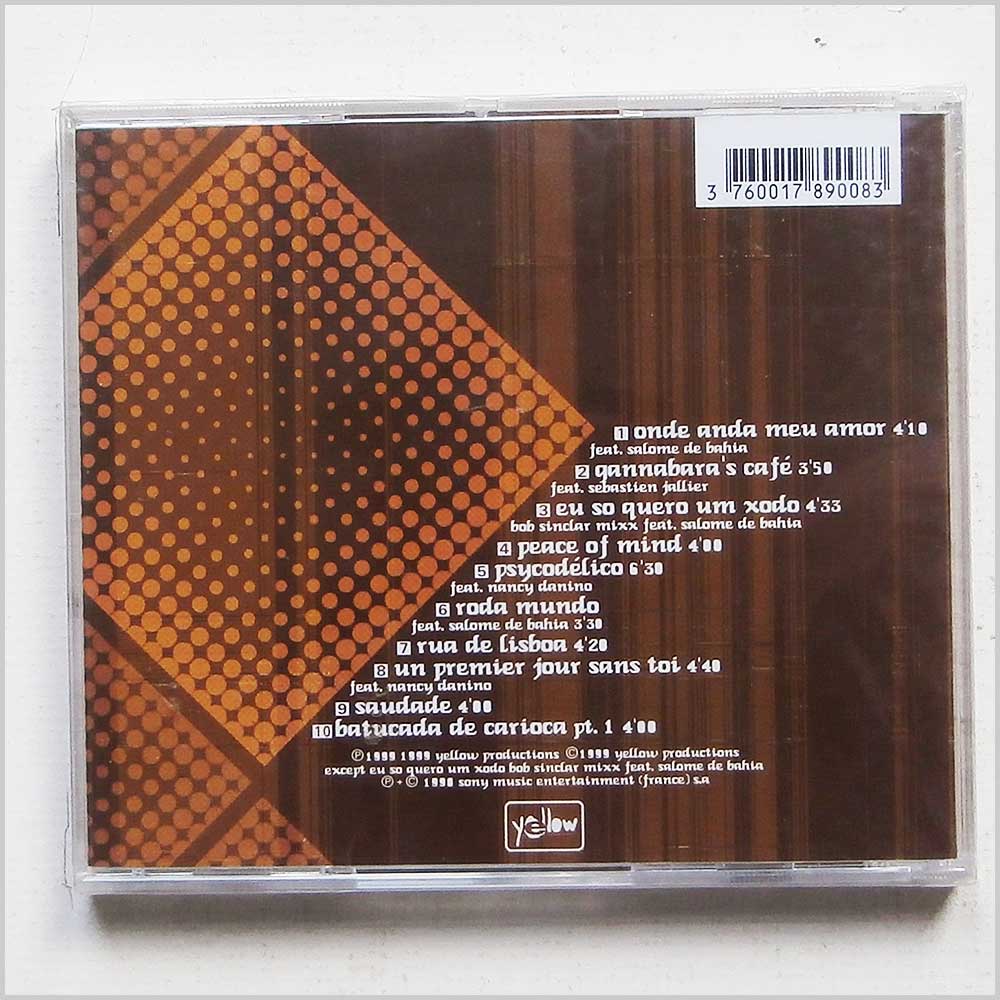 3 760017 890083
1 onde anda meu amor 4'10
feat. salome de bahia
2 gannabara's café 3'50
feat. sebastien jallier
3 eu so quero um xodo 4'33
bob sinclar mixx feat. salome de bahia
4 peace of mind 4'00
5 psycodélico 6'30
feat. nancy danino
6 roda mundo
feat. salome de bahia 3'30
7 rua de lisboa 4'20
8 un premier jour sans toi 4'40
feat. nancy danino
9 saudade 4'00
10 batucada de carioca pt. 1 4'00
℗ 1999 1999 yellow productions © 1999 yellow productions
except eu so quero um xodo bob sinclar mixx feat. salome de bahia
℗ + © 1998 sony music entertainment (france) s.a
yellow